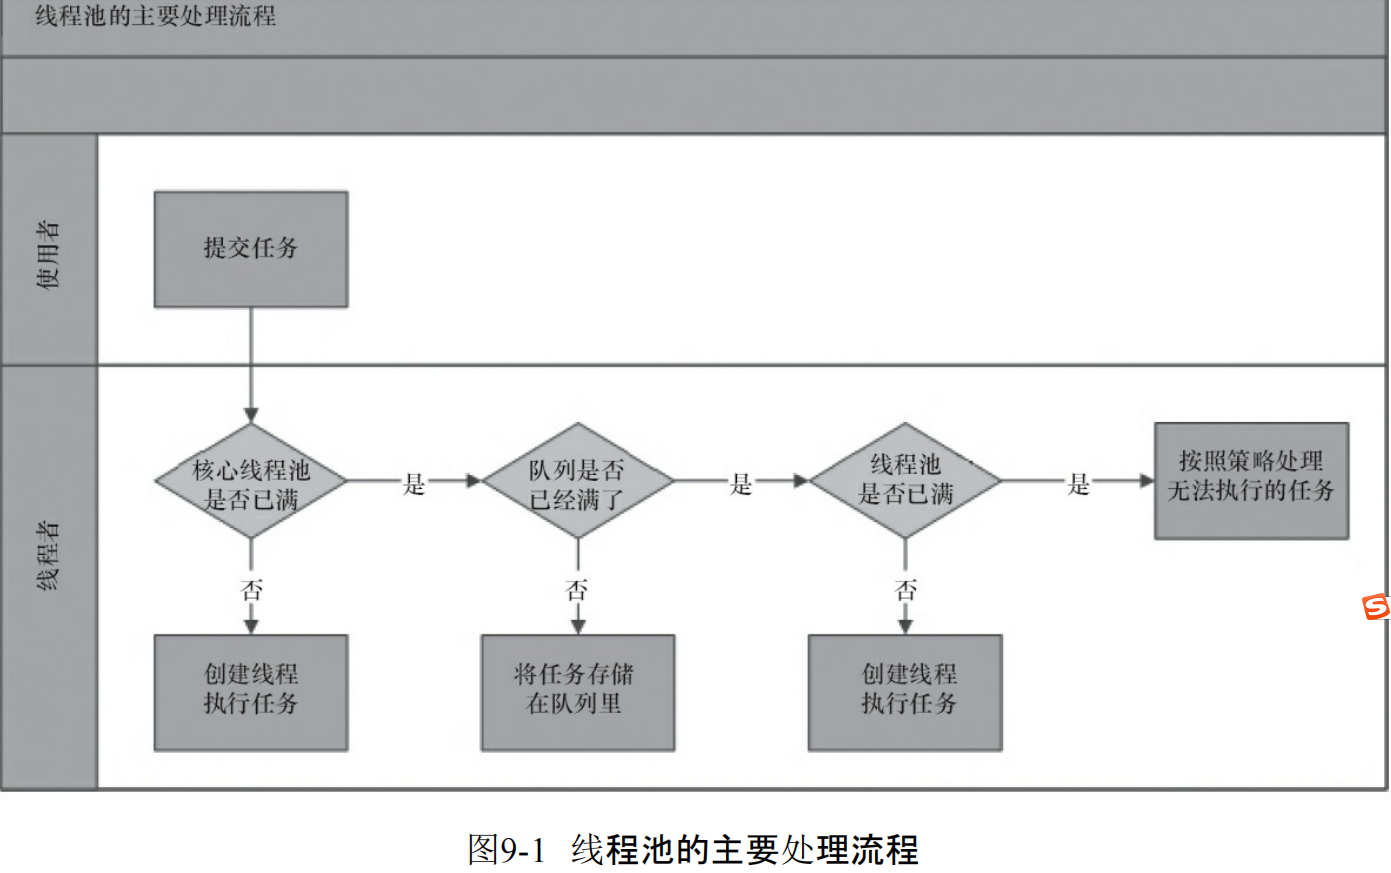 线程池的主要处理流程
使用者
提交任务
线程者
核心线程池
是否已满
是
队列是否
已经满了
是
线程池
是否已满
是
按照策略处理
无法执行的任务
否
否
否
创建线程
执行任务
将任务存储
在队列里
创建线程
执行任务
S
图9-1 线程池的主要处理流程